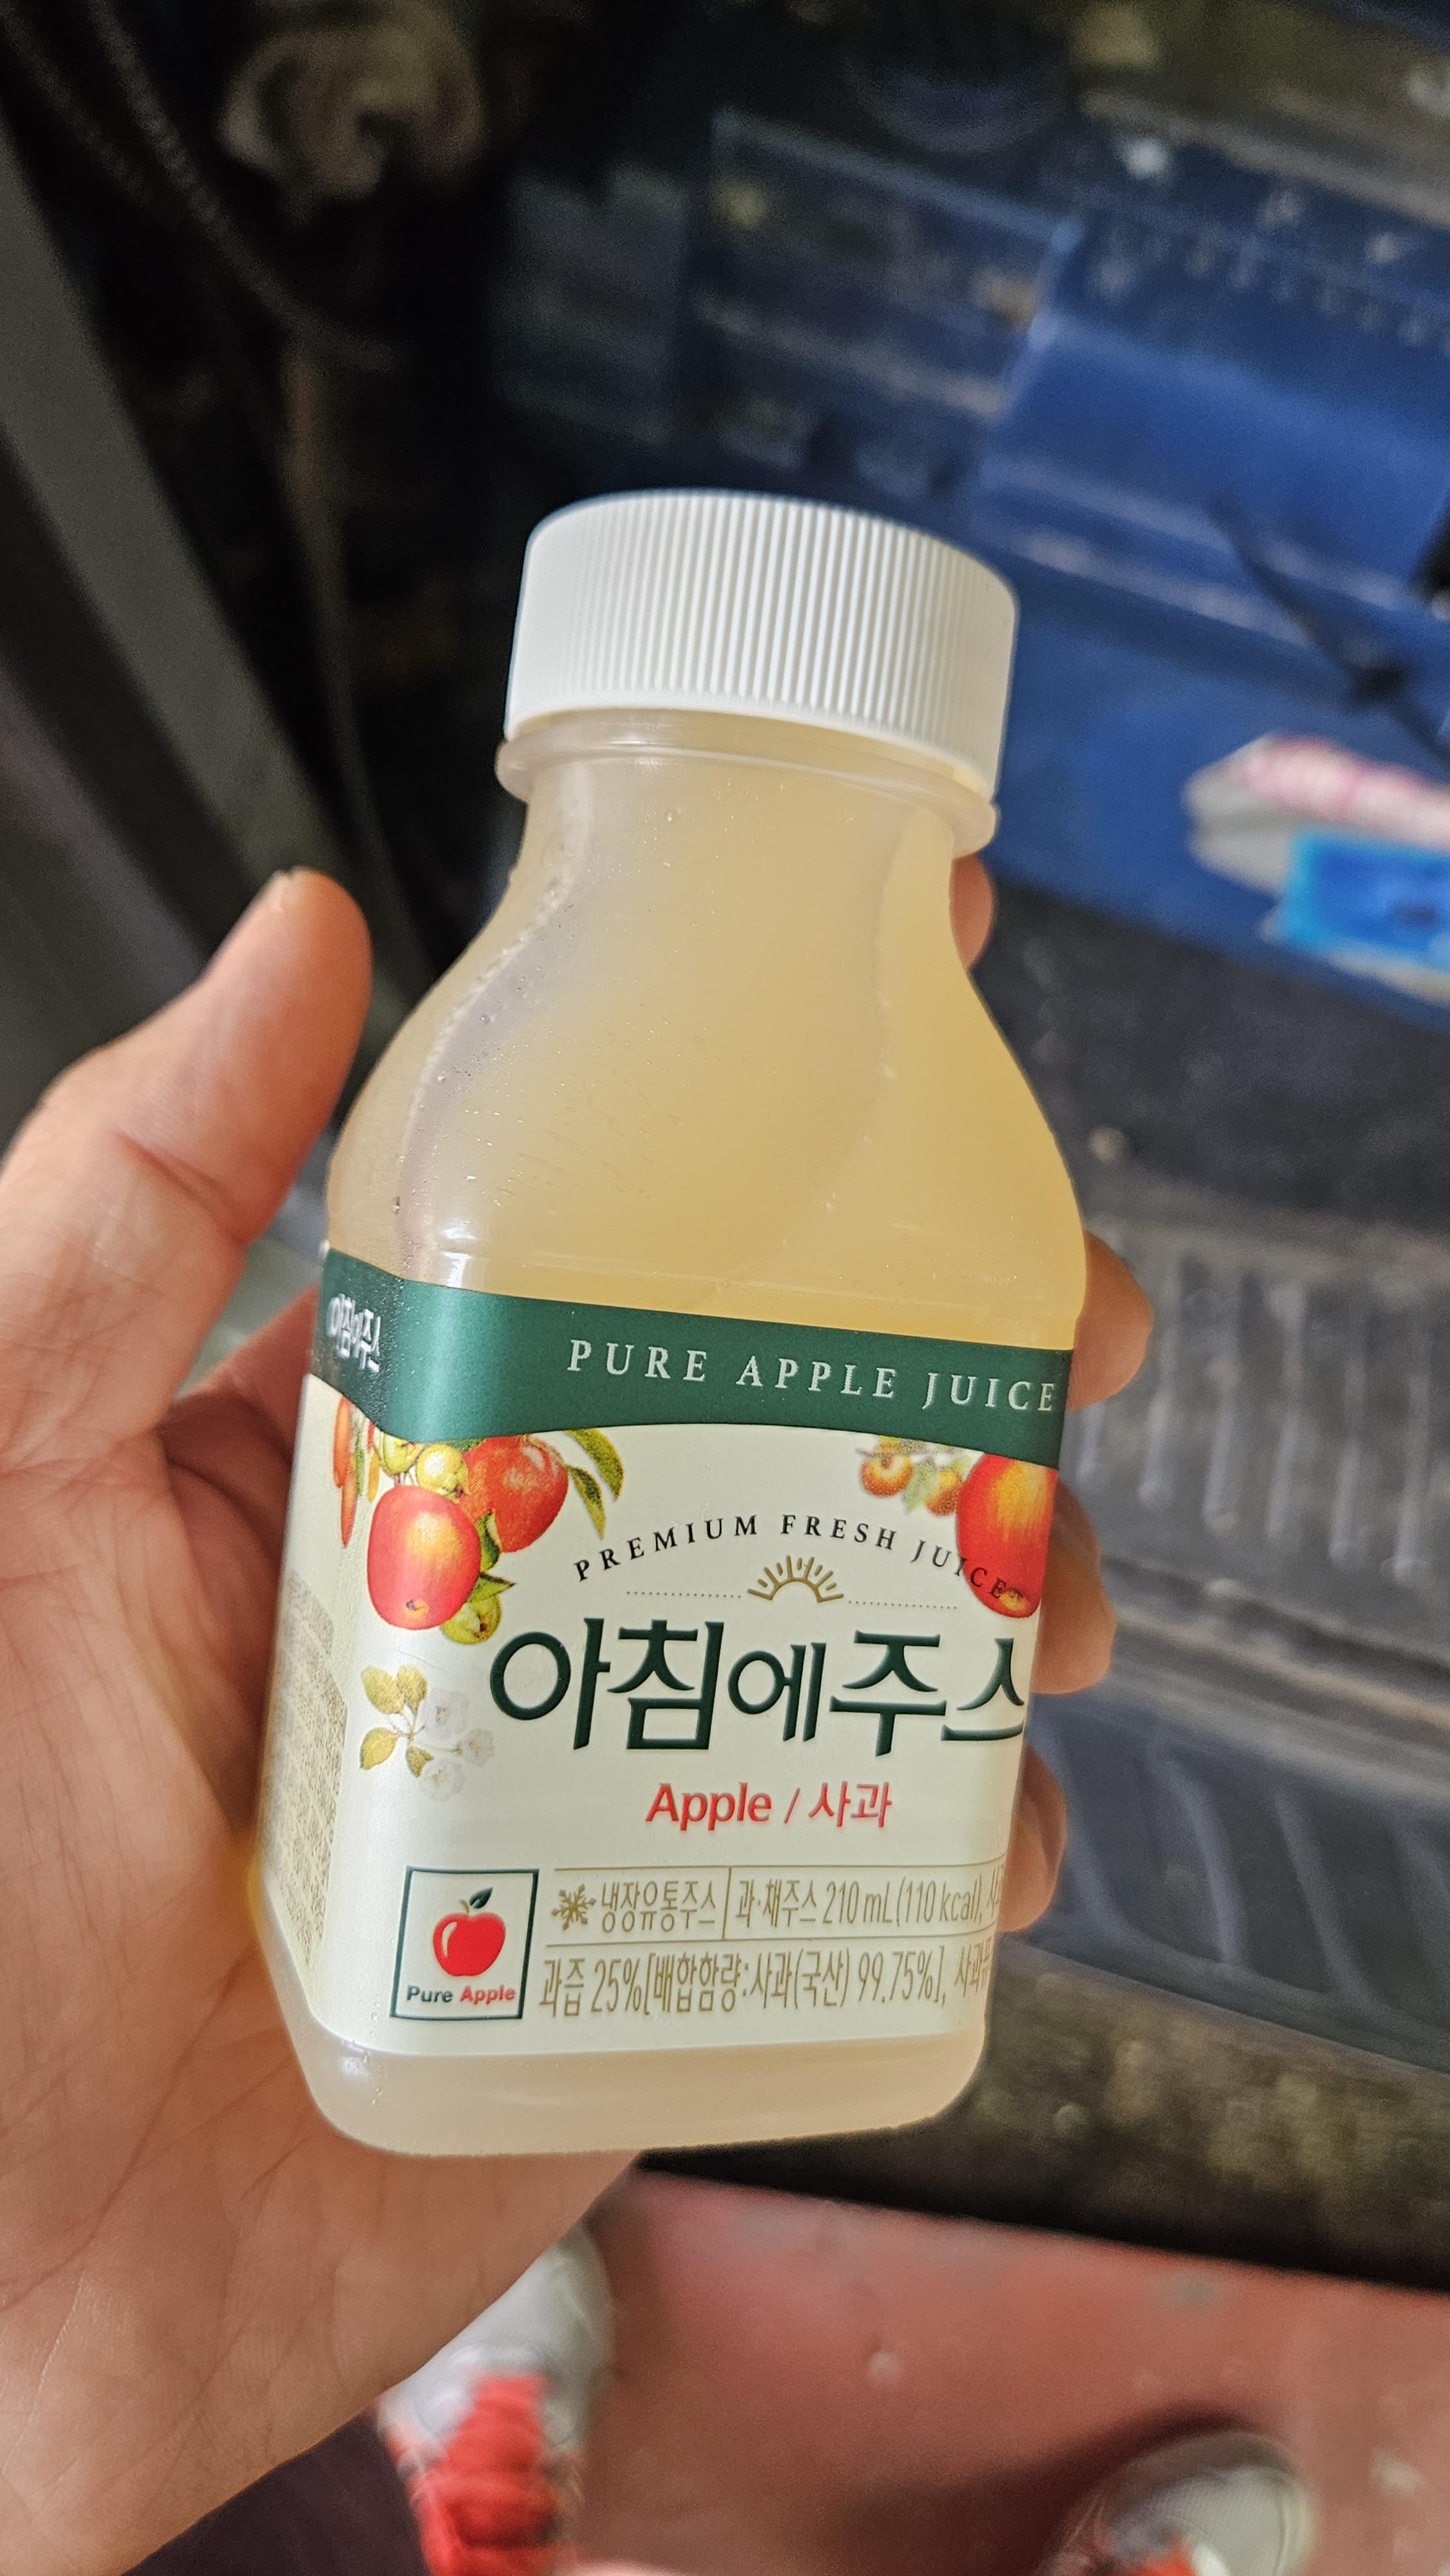 아침에주스
PURE APPLE JUICE
PREMIUM FRESH JUICE
아침에주스
Apple / 사과
냉장유통주스 과·채주스 210 mL(110 kcal),
Pure Apple
과즙 25%[배합함량:사과(국산) 99.75%],